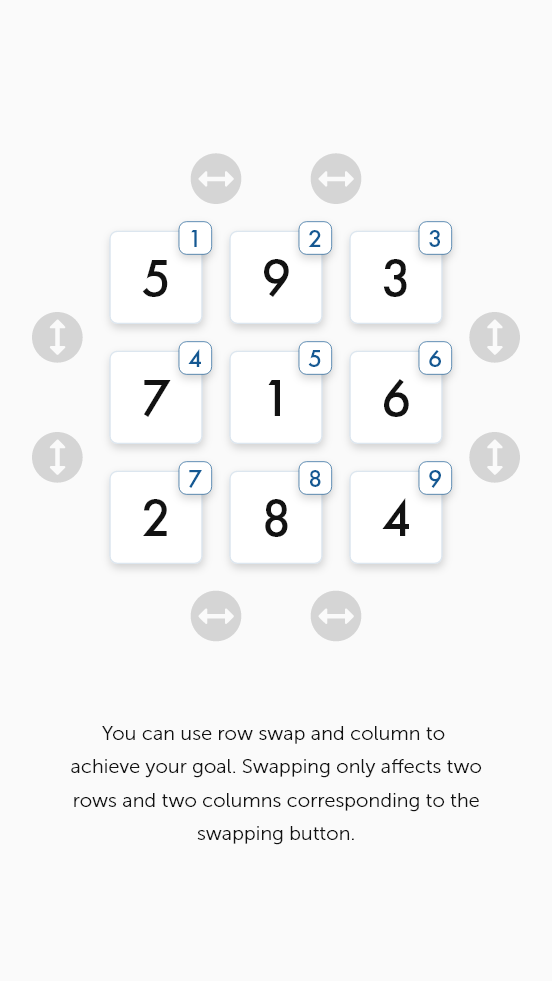 1 2 3
5 9 3
4 5 6
7 1 6
7 8 9
2 8 4
You can use row swap and column to
achieve your goal. Swapping only affects two
rows and two columns corresponding to the
swapping button.